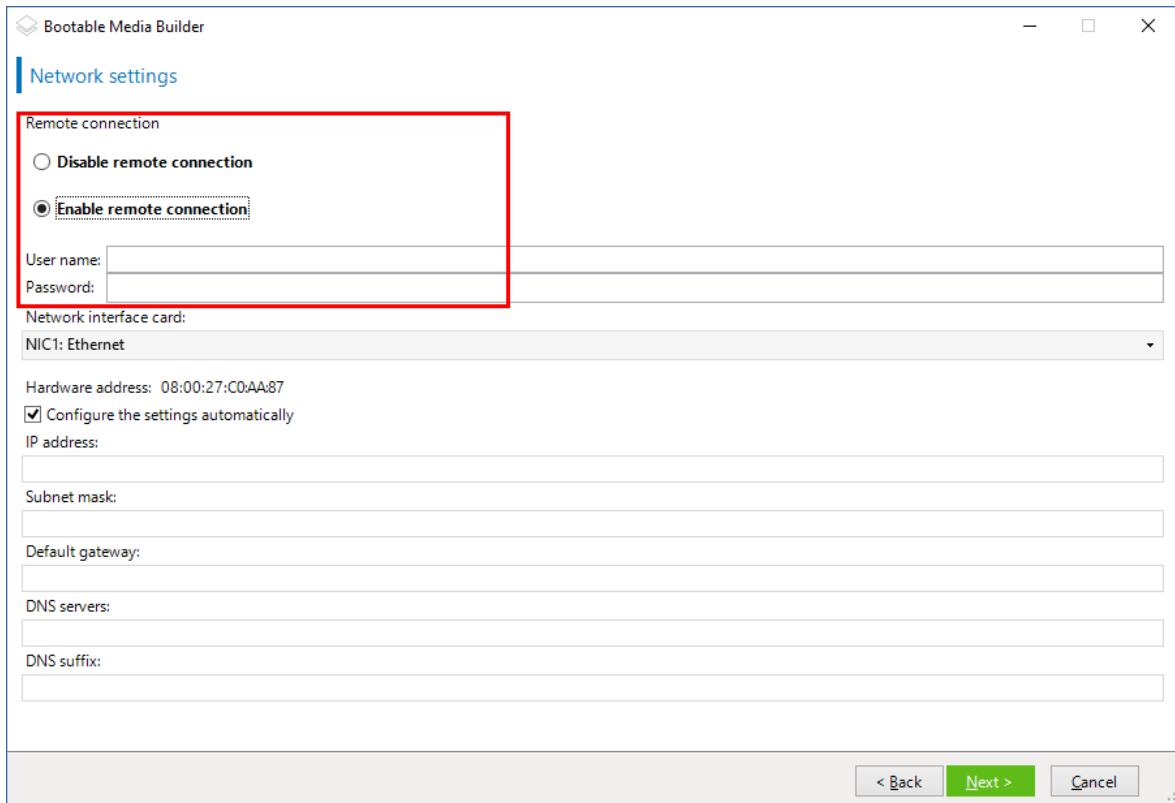 Bootable Media Builder
Network settings
Remote connection
Disable remote connection
Enable remote connection
User name:
Password:
Network interface card:
NIC1: Ethernet
Hardware address: 08:00:27:C0:AA:87
Configure the settings automatically
IP address:
Subnet mask:
Default gateway:
DNS servers:
DNS suffix:
< Back Next > Cancel